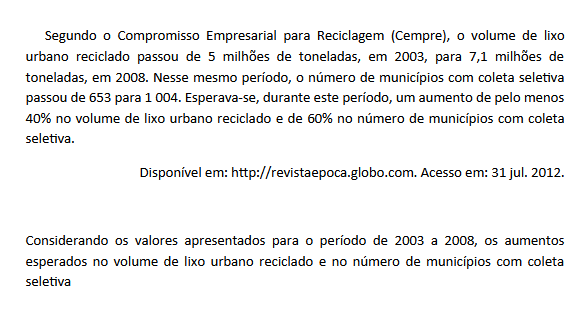 Segundo o Compromisso Empresarial para Reciclagem (Cempre), o volume de lixo
urbano reciclado passou de 5 milhões de toneladas, em 2003, para 7,1 milhões de
toneladas, em 2008. Nesse mesmo período, o número de municípios com coleta seletiva
passou de 653 para 1 004. Esperava-se, durante este período, um aumento de pelo menos
40% no volume de lixo urbano reciclado e de 60% no número de municípios com coleta
seletiva.
Disponível em: http://revistaepoca.globo.com. Acesso em: 31 jul. 2012.
Considerando os valores apresentados para o período de 2003 a 2008, os aumentos
esperados no volume de lixo urbano reciclado e no número de municípios com coleta
seletiva